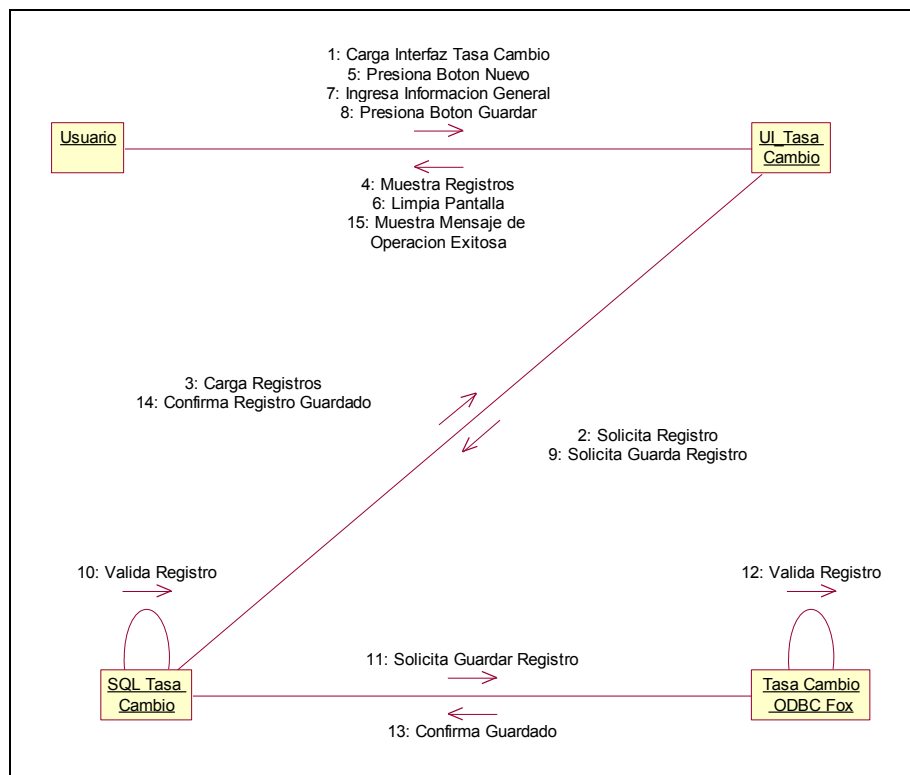 1: Carga Interfaz Tasa Cambio
5: Presiona Boton Nuevo
7: Ingresa Informacion General
8: Presiona Boton Guardar
Usuario
UI_Tasa
Cambio
4: Muestra Registros
6: Limpia Pantalla
15: Muestra Mensaje de
Operacion Exitosa
3: Carga Registros
14: Confirma Registro Guardado
2: Solicita Registro
9: Solicita Guarda Registro
10: Valida Registro
12: Valida Registro
11: Solicita Guardar Registro
SQL Tasa
Cambio
Tasa Cambio
ODBC Fox
13: Confirma Guardado